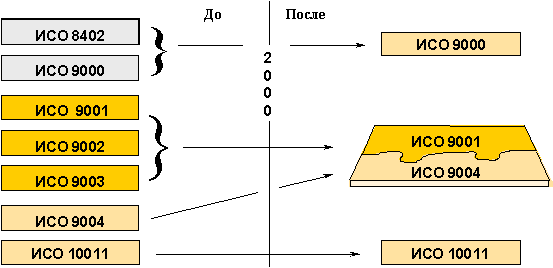 До После
ИСО 8402
ИСО 9000
ИСО 9001
ИСО 9002
ИСО 9003
ИСО 9004
ИСО 10011
2
0
0
0
ИСО 9000
ИСО 9001
ИСО 9004
ИСО 10011